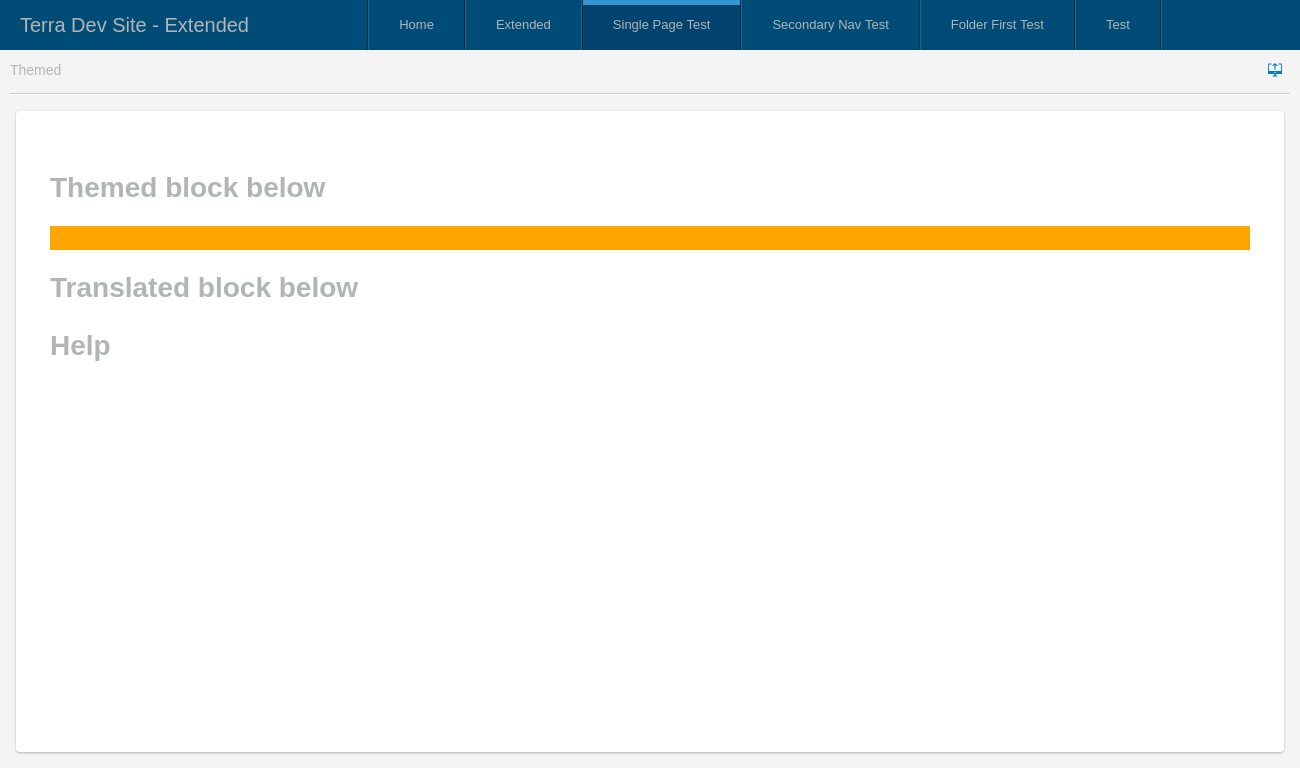 Terra Dev Site - Extended
Home
Extended
Single Page Test
Secondary Nav Test
Folder First Test
Test
Themed
Themed block below
Translated block below
Help